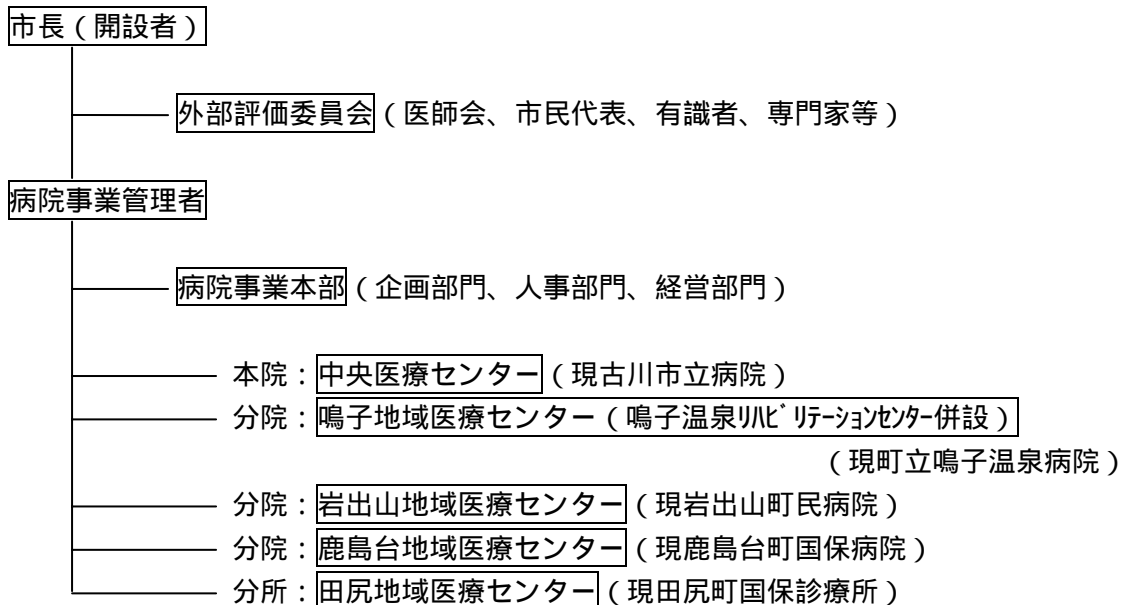 市長（開設者）
外部評価委員会（医師会、市民代表、有識者、専門家等）
病院事業管理者
病院事業本部（企画部門、人事部門、経営部門）
本院：中央医療センター（現古川市立病院）
分院：鳴子地域医療センター（鳴子温泉ﾘﾊﾋﾞﾘﾃｰｼｮﾝｾﾝﾀｰ併設）
（現町立鳴子温泉病院）
分院：岩出山地域医療センター（現岩出山町民病院）
分院：鹿島台地域医療センター（現鹿島台町国保病院）
分所：田尻地域医療センター（現田尻町国保診療所）